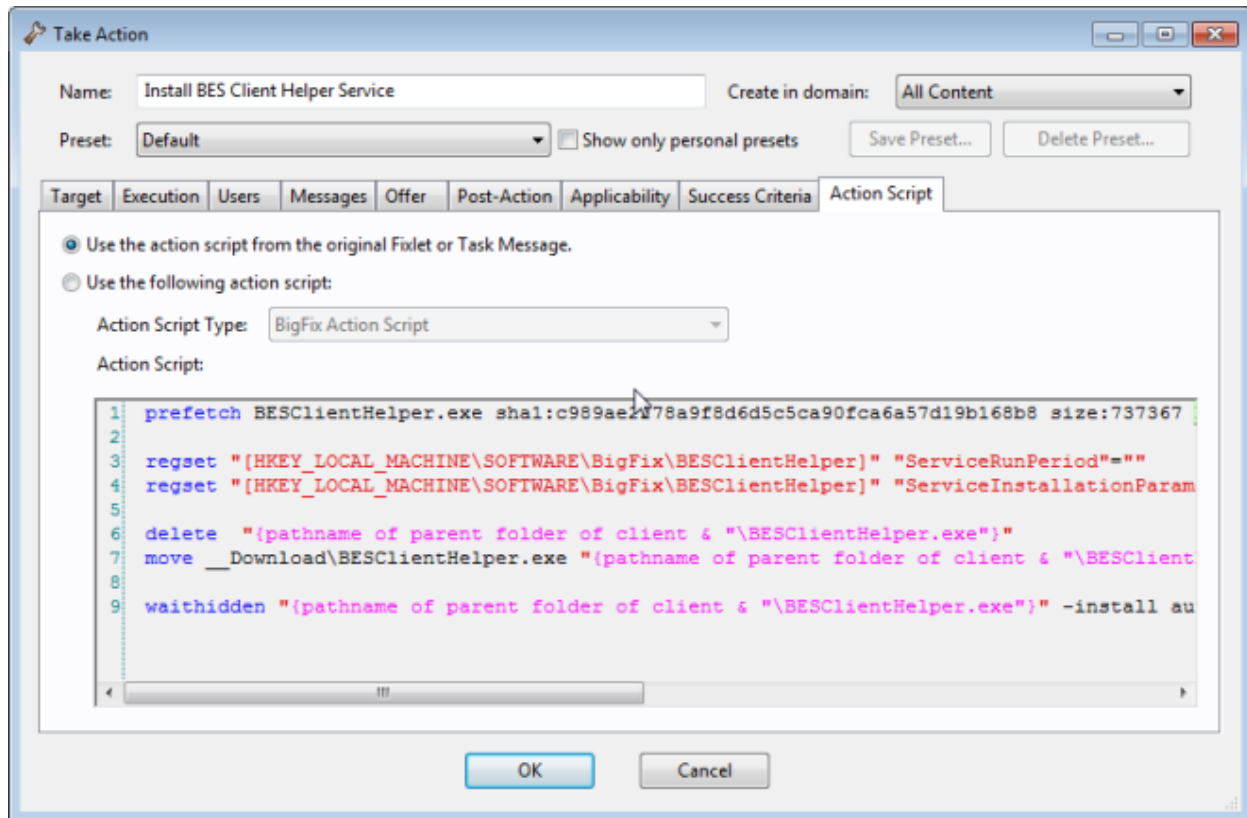 Take Action
Name: Install BES Client Helper Service Create in domain: All Content
Preset: Default Show only personal presets Save Preset... Delete Preset...
Target Execution Users Messages Offer Post-Action Applicability Success Criteria Action Script
Use the action script from the original Fixlet or Task Message.
Use the following action script:
Action Script Type: BigFix Action Script
Action Script:
1 prefetch BESClientHelper.exe size:737367
2
3 regset "[HKEY_LOCAL_MACHINE\SOFTWARE\BigFix\BESClientHelper]" "ServiceRunPeriod"=""
4 regset "[HKEY_LOCAL_MACHINE\SOFTWARE\BigFix\BESClientHelper]" "ServiceInstallationParam
5
6 delete "{pathname of parent folder of client & "\BESClientHelper.exe"}"
7 move __Download\BESClientHelper.exe "{pathname of parent folder of client & "\BESClient
8
9 waithidden "{pathname of parent folder of client & "\BESClientHelper.exe"}" -install au
OK Cancel